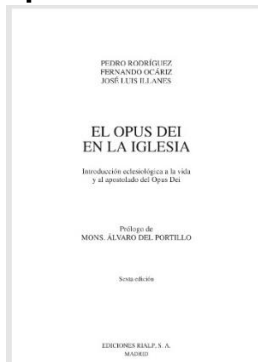 PEDRO RODRÍGUEZ
FERNANDO OCÁRIZ
JOSÉ LUIS ILLANES
EL OPUS DEI
EN LA IGLESIA
Introducción eclesiológica a la vida
y al apostolado del Opus Dei
Prólogo de
MONS. ÁLVARO DEL PORTILLO
Sexta edición
EDICIONES RIALP, S. A.
MADRID